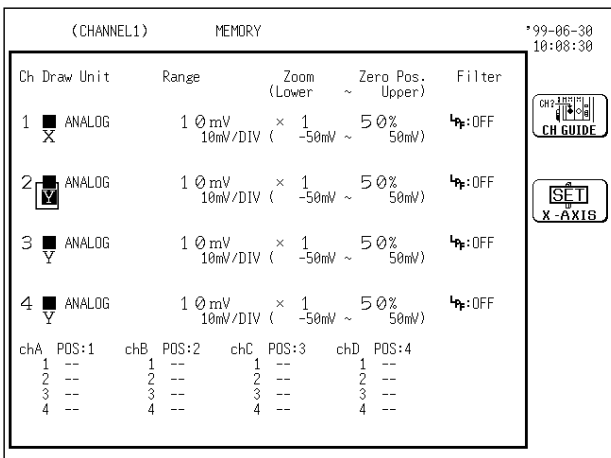 (CHANNEL1) MEMORY '99-06-30
10:08:30
Ch Draw Unit Range Zoom Zero Pos. Filter
(Lower ~ Upper)
1 ANALOG 10mV × 1 50% LPF:OFF
X 10mV/DIV ( -50mV ~ 50mV)
2 ANALOG 10mV × 1 50% LPF:OFF
Y 10mV/DIV ( -50mV ~ 50mV)
3 ANALOG 10mV × 1 50% LPF:OFF
Y 10mV/DIV ( -50mV ~ 50mV)
4 ANALOG 10mV × 1 50% LPF:OFF
Y 10mV/DIV ( -50mV ~ 50mV)
chA POS:1 chB POS:2 chC POS:3 chD POS:4
1 -- 1 -- 1 -- 1 --
2 -- 2 -- 2 -- 2 --
3 -- 3 -- 3 -- 3 --
4 -- 4 -- 4 -- 4 --
CH?
CH GUIDE
SET
X-AXIS